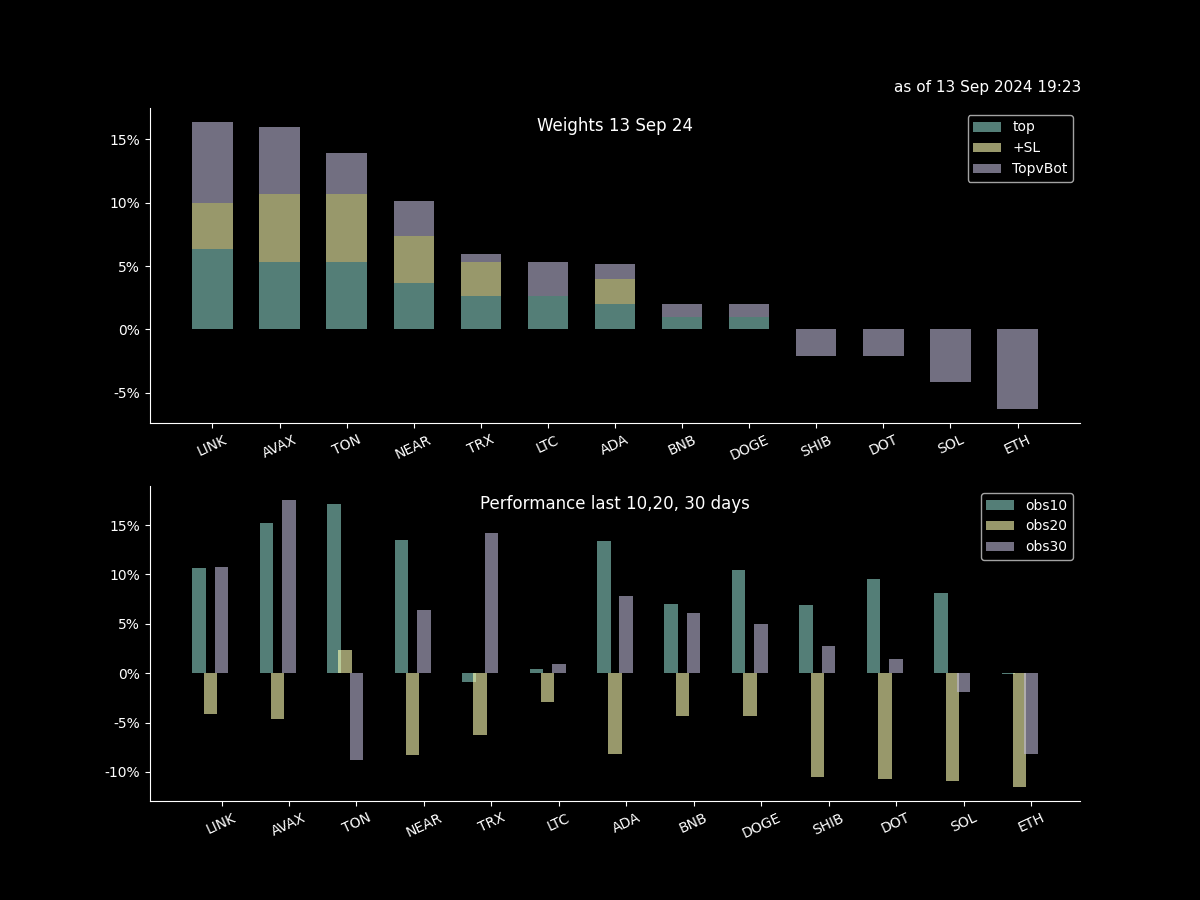 as of 13 Sep 2024 19:23
Weights 13 Sep 24
top
+SL
TopvBot
15%
10%
5%
0%
-5%
LINK AVAX TON NEAR TRX LTC ADA BNB DOGE SHIB DOT SOL ETH
Performance last 10,20, 30 days
obs10
obs20
obs30
15%
10%
5%
0%
-5%
-10%
LINK AVAX TON NEAR TRX LTC ADA BNB DOGE SHIB DOT SOL ETH